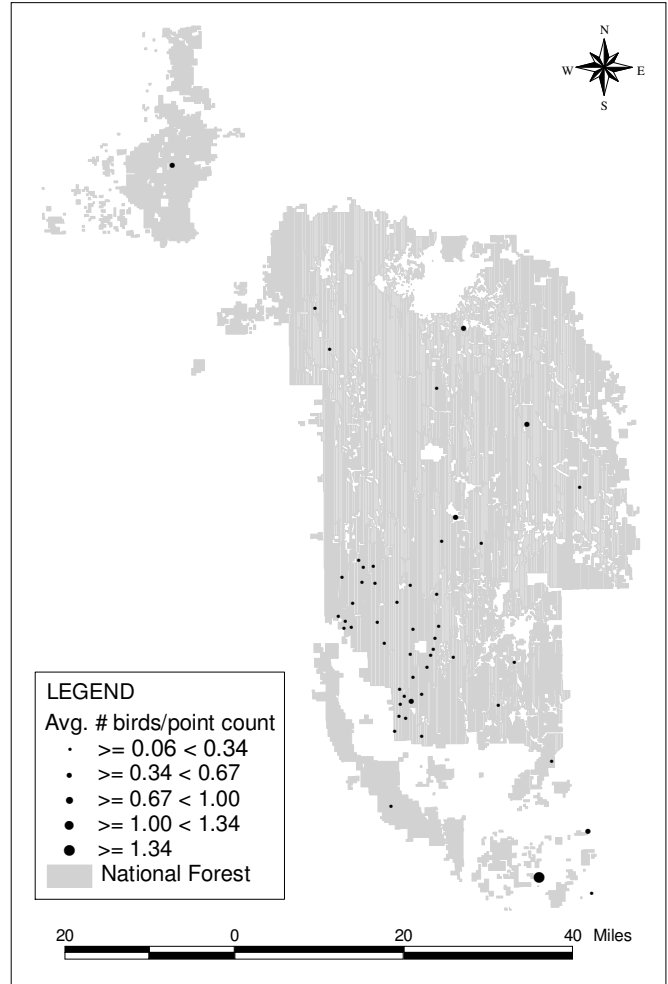 N
W E
S
LEGEND
Avg. # birds/point count
>= 0.06 < 0.34
>= 0.34 < 0.67
>= 0.67 < 1.00
>= 1.00 < 1.34
>= 1.34
National Forest
20 0 20 40 Miles